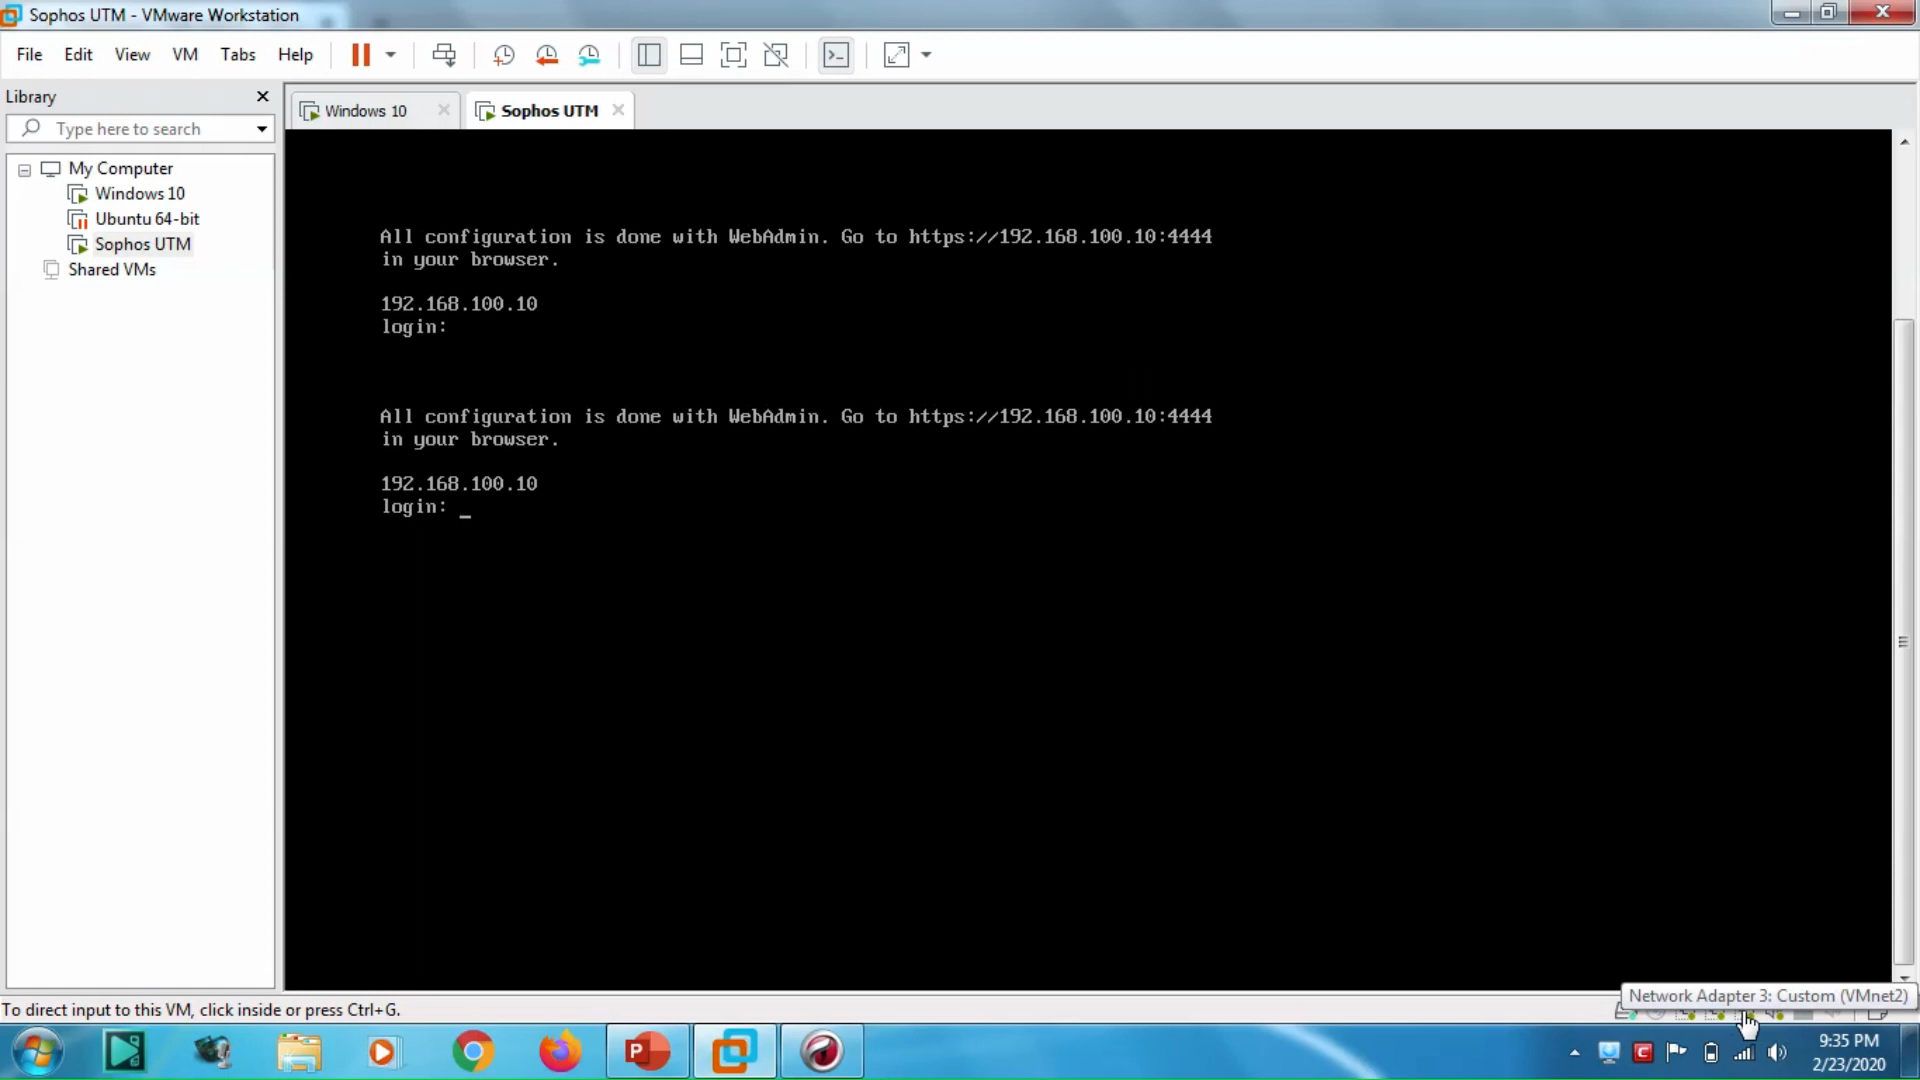 Sophos UTM - VMware Workstation
File Edit View VM Tabs Help
Library
Type here to search
My Computer
Windows 10
Ubuntu 64-bit
Sophos UTM
Shared VMs
Windows 10
Sophos UTM
All configuration is done with WebAdmin. Go to https://192.168.100.10:4444
in your browser.
192.168.100.10
login:
All configuration is done with WebAdmin. Go to https://192.168.100.10:4444
in your browser.
192.168.100.10
login: _
Network Adapter 3: Custom (VMnet2)
To direct input to this VM, click inside or press Ctrl+G.
9:35 PM
2/23/2020